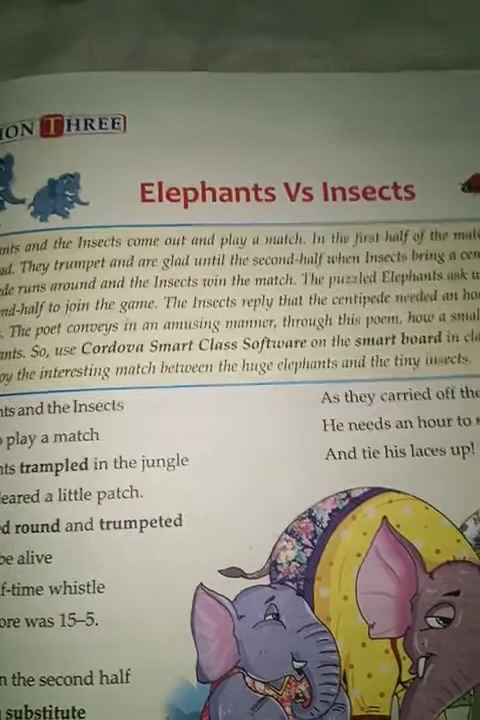 ION THREE
Elephants Vs Insects
nts and the Insects come out and play a match. In the first half of the mat
ad. They trumpet and are glad until the second-half when Insects bring a cen
de runs around and the Insects win the match. The puzzled Elephants ask
nd-half to join the game. The Insects reply that the centipede needed an ho
. The poet conveys in an amusing manner, through this poem, how a smal
ants. So, use Cordova Smart Class Software on the smart board in cl
oy the interesting match between the huge elephants and the tiny insects.
nts and the Insects
play a match
nts trampled in the jungle
leared a little patch.
d round and trumpeted
be alive
f-time whistle
ore was 15–5.
n the second half
substitute
As they carried off the
He needs an hour to
And tie his laces up!